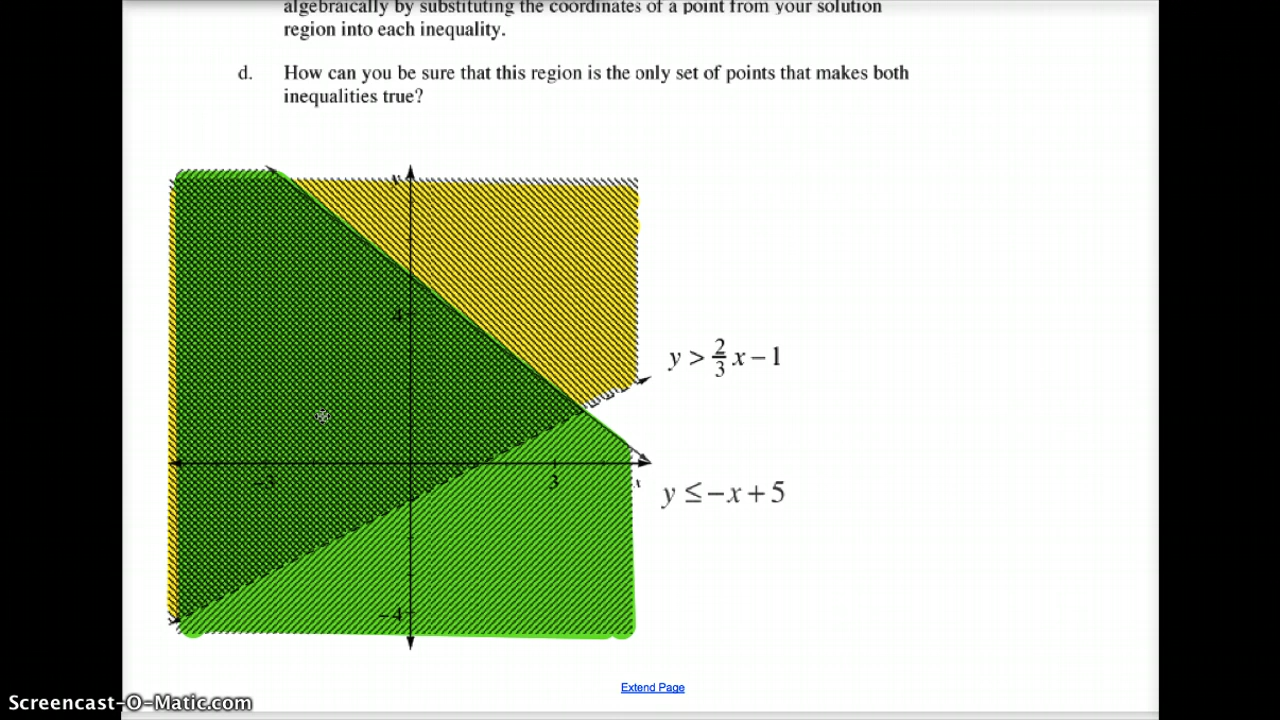 algebraically by substituting the coordinates of a point from your solution
region into each inequality.
d. How can you be sure that this region is the only set of points that makes both
inequalities true?
4
y > 2/3 x − 1
−3
3
x
y ≤ −x + 5
−4
Extend Page
Screencast-O-Matic.com